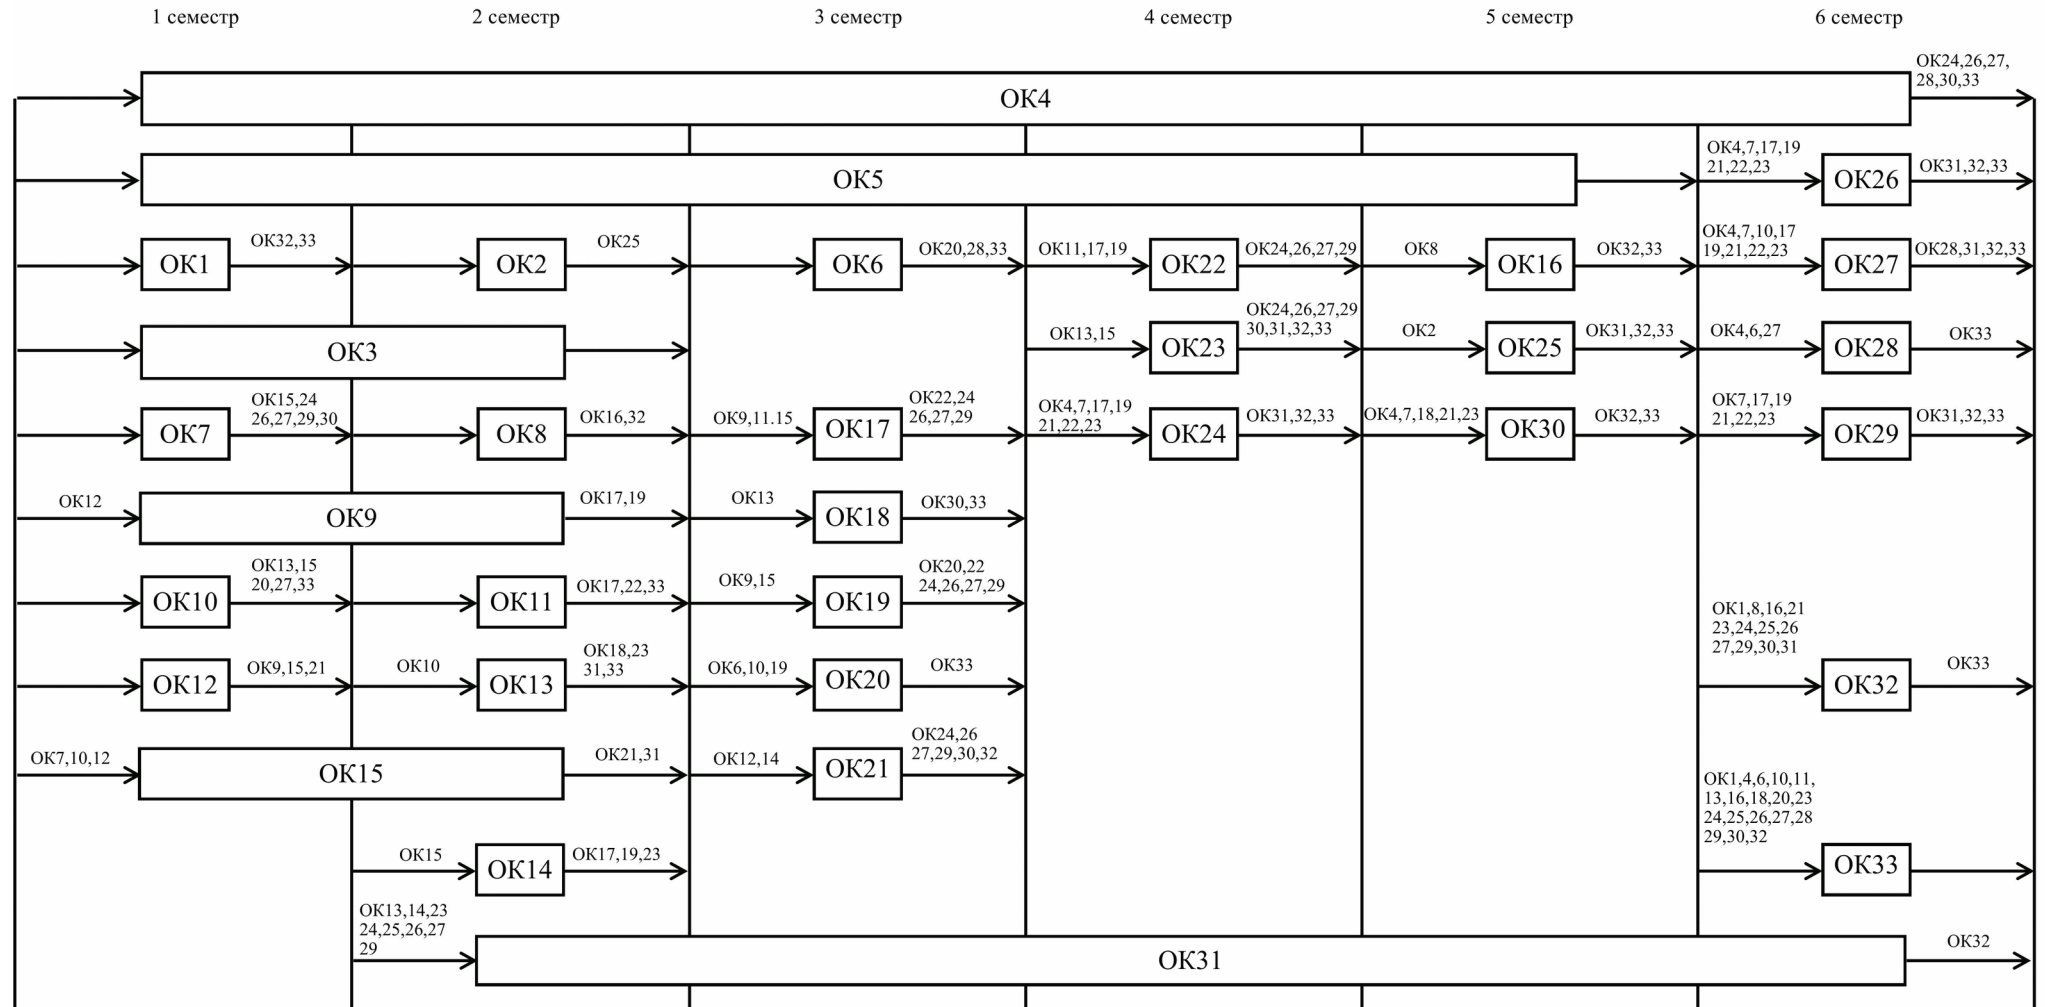 1 семестр
2 семестр
3 семестр
4 семестр
5 семестр
6 семестр
ОК4
ОК24,26,27,
28,30,33
ОК5
ОК4,7,17,19
21,22,23
ОК26
ОК31,32,33
ОК1
ОК32,33
ОК2
ОК25
ОК6
ОК20,28,33
ОК11,17,19
ОК22
ОК24,26,27,29
ОК8
ОК16
ОК32,33
ОК4,7,10,17
19,21,22,23
ОК27
ОК28,31,32,33
ОК3
ОК13,15
ОК23
ОК24,26,27,29
30,31,32,33
ОК2
ОК25
ОК31,32,33
ОК4,6,27
ОК28
ОК33
ОК7
ОК15,24
26,27,29,30
ОК8
ОК16,32
ОК9,11.15
ОК17
ОК22,24
26,27,29
ОК4,7,17,19
21,22,23
ОК24
ОК31,32,33
ОК4,7,18,21,23
ОК30
ОК32,33
ОК7,17,19
21,22,23
ОК29
ОК31,32,33
ОК12
ОК9
ОК17,19
ОК13
ОК18
ОК30,33
ОК10
ОК13,15
20,27,33
ОК11
ОК17,22,33
ОК9,15
ОК19
ОК20,22
24,26,27,29
ОК12
ОК9,15,21
ОК10
ОК13
ОК18,23
31,33
ОК6,10,19
ОК20
ОК33
ОК1,8,16,21
23,24,25,26
27,29,30,31
ОК32
ОК33
ОК7,10,12
ОК15
ОК21,31
ОК12,14
ОК21
ОК24,26
27,29,30,32
ОК15
ОК14
ОК17,19,23
ОК1,4,6,10,11,
13,16,18,20,23
24,25,26,27,28
29,30,32
ОК33
ОК13,14,23
24,25,26,27
29
ОК31
ОК32